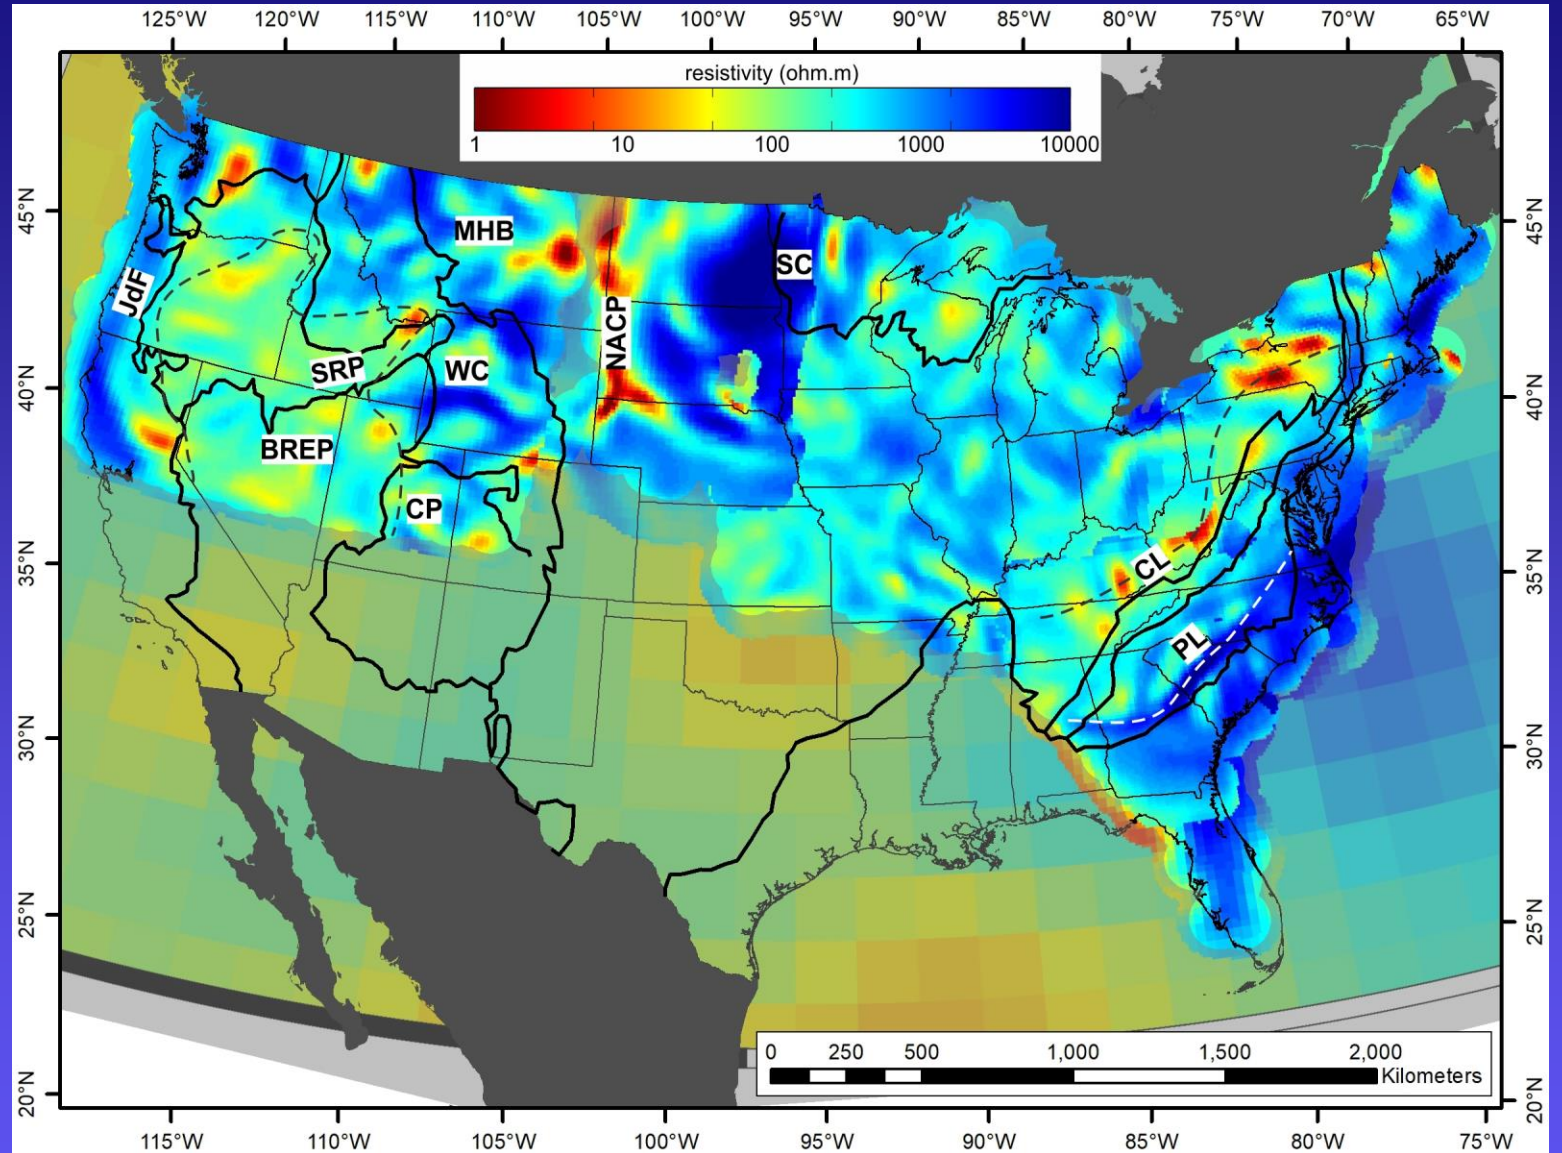 125°W 120°W 115°W 110°W 105°W 100°W 95°W 90°W 85°W 80°W 75°W 70°W 65°W
resistivity (ohm.m)
1 10 100 1000 10000
45°N
40°N
35°N
30°N
25°N
20°N
JdF
MHB
SC
NACP
SRP
WC
BREP
CP
CL
PL
45°N
40°N
35°N
30°N
25°N
20°N
0 250 500 1,000 1,500 2,000
Kilometers
115°W 110°W 105°W 100°W 95°W 90°W 85°W 80°W 75°W